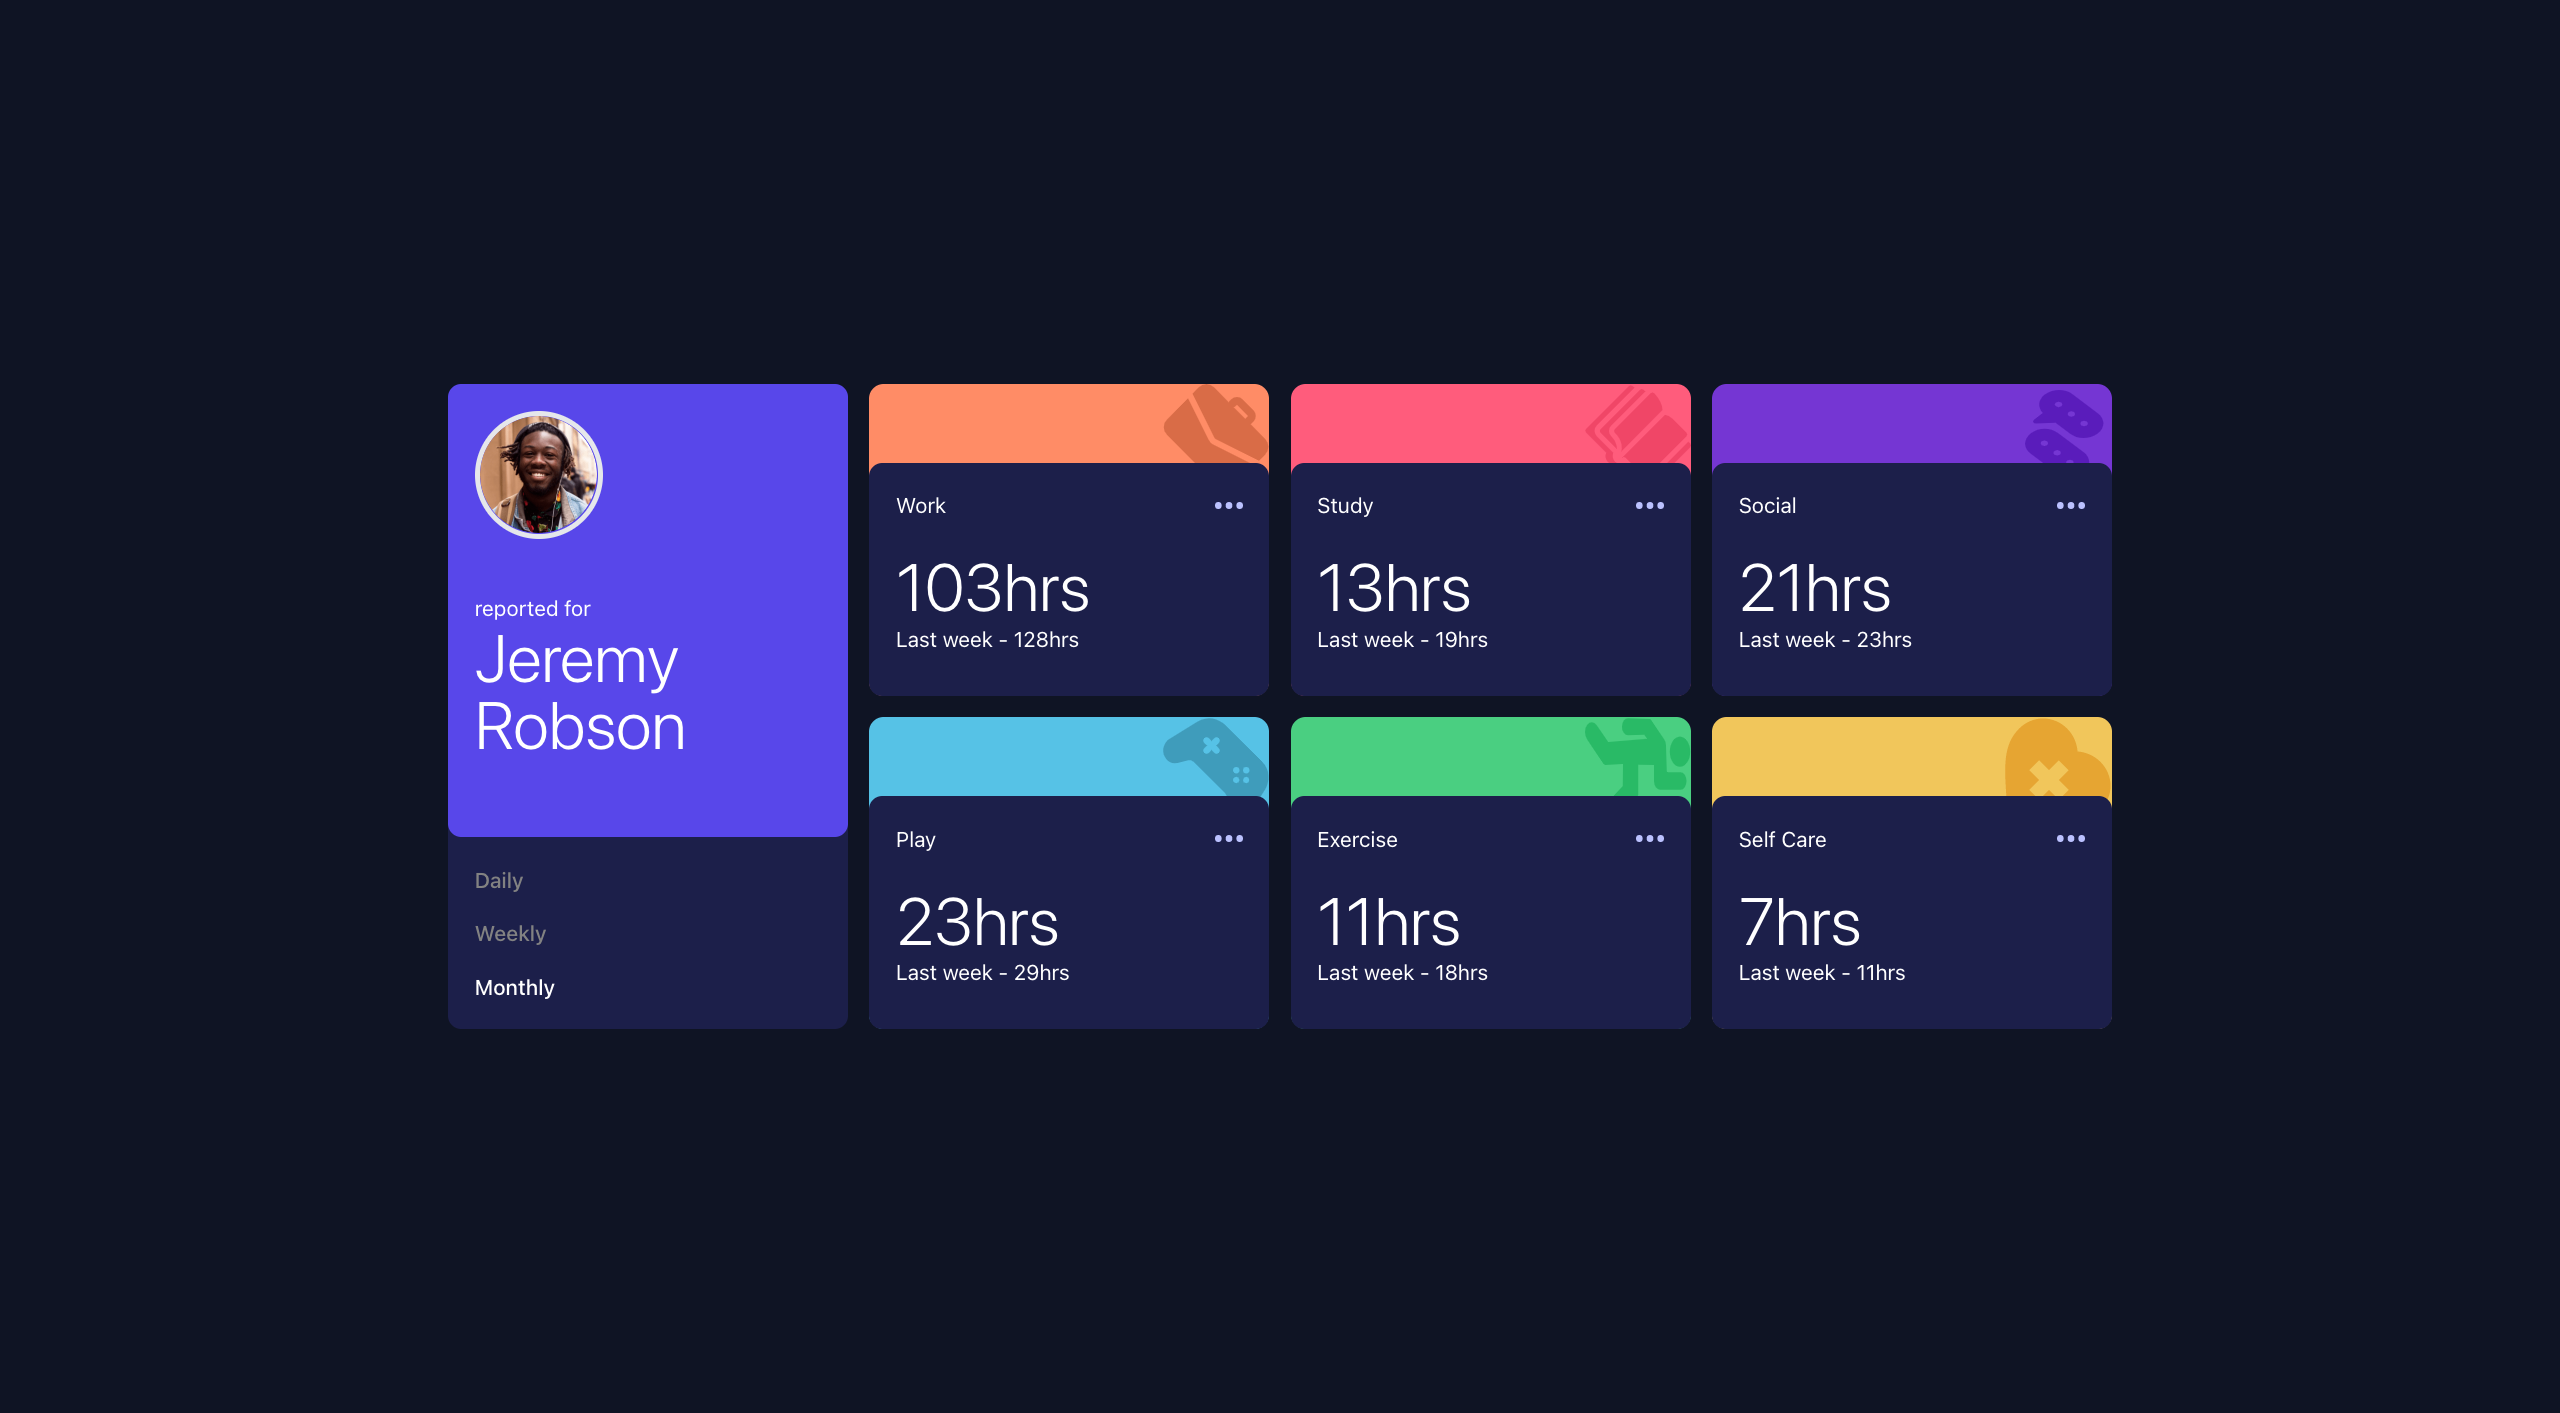 reported for
Jeremy
Robson
Daily
Weekly
Monthly
Work
103hrs
Last week - 128hrs
Study
13hrs
Last week - 19hrs
Social
21hrs
Last week - 23hrs
Play
23hrs
Last week - 29hrs
Exercise
11hrs
Last week - 18hrs
Self Care
7hrs
Last week - 11hrs